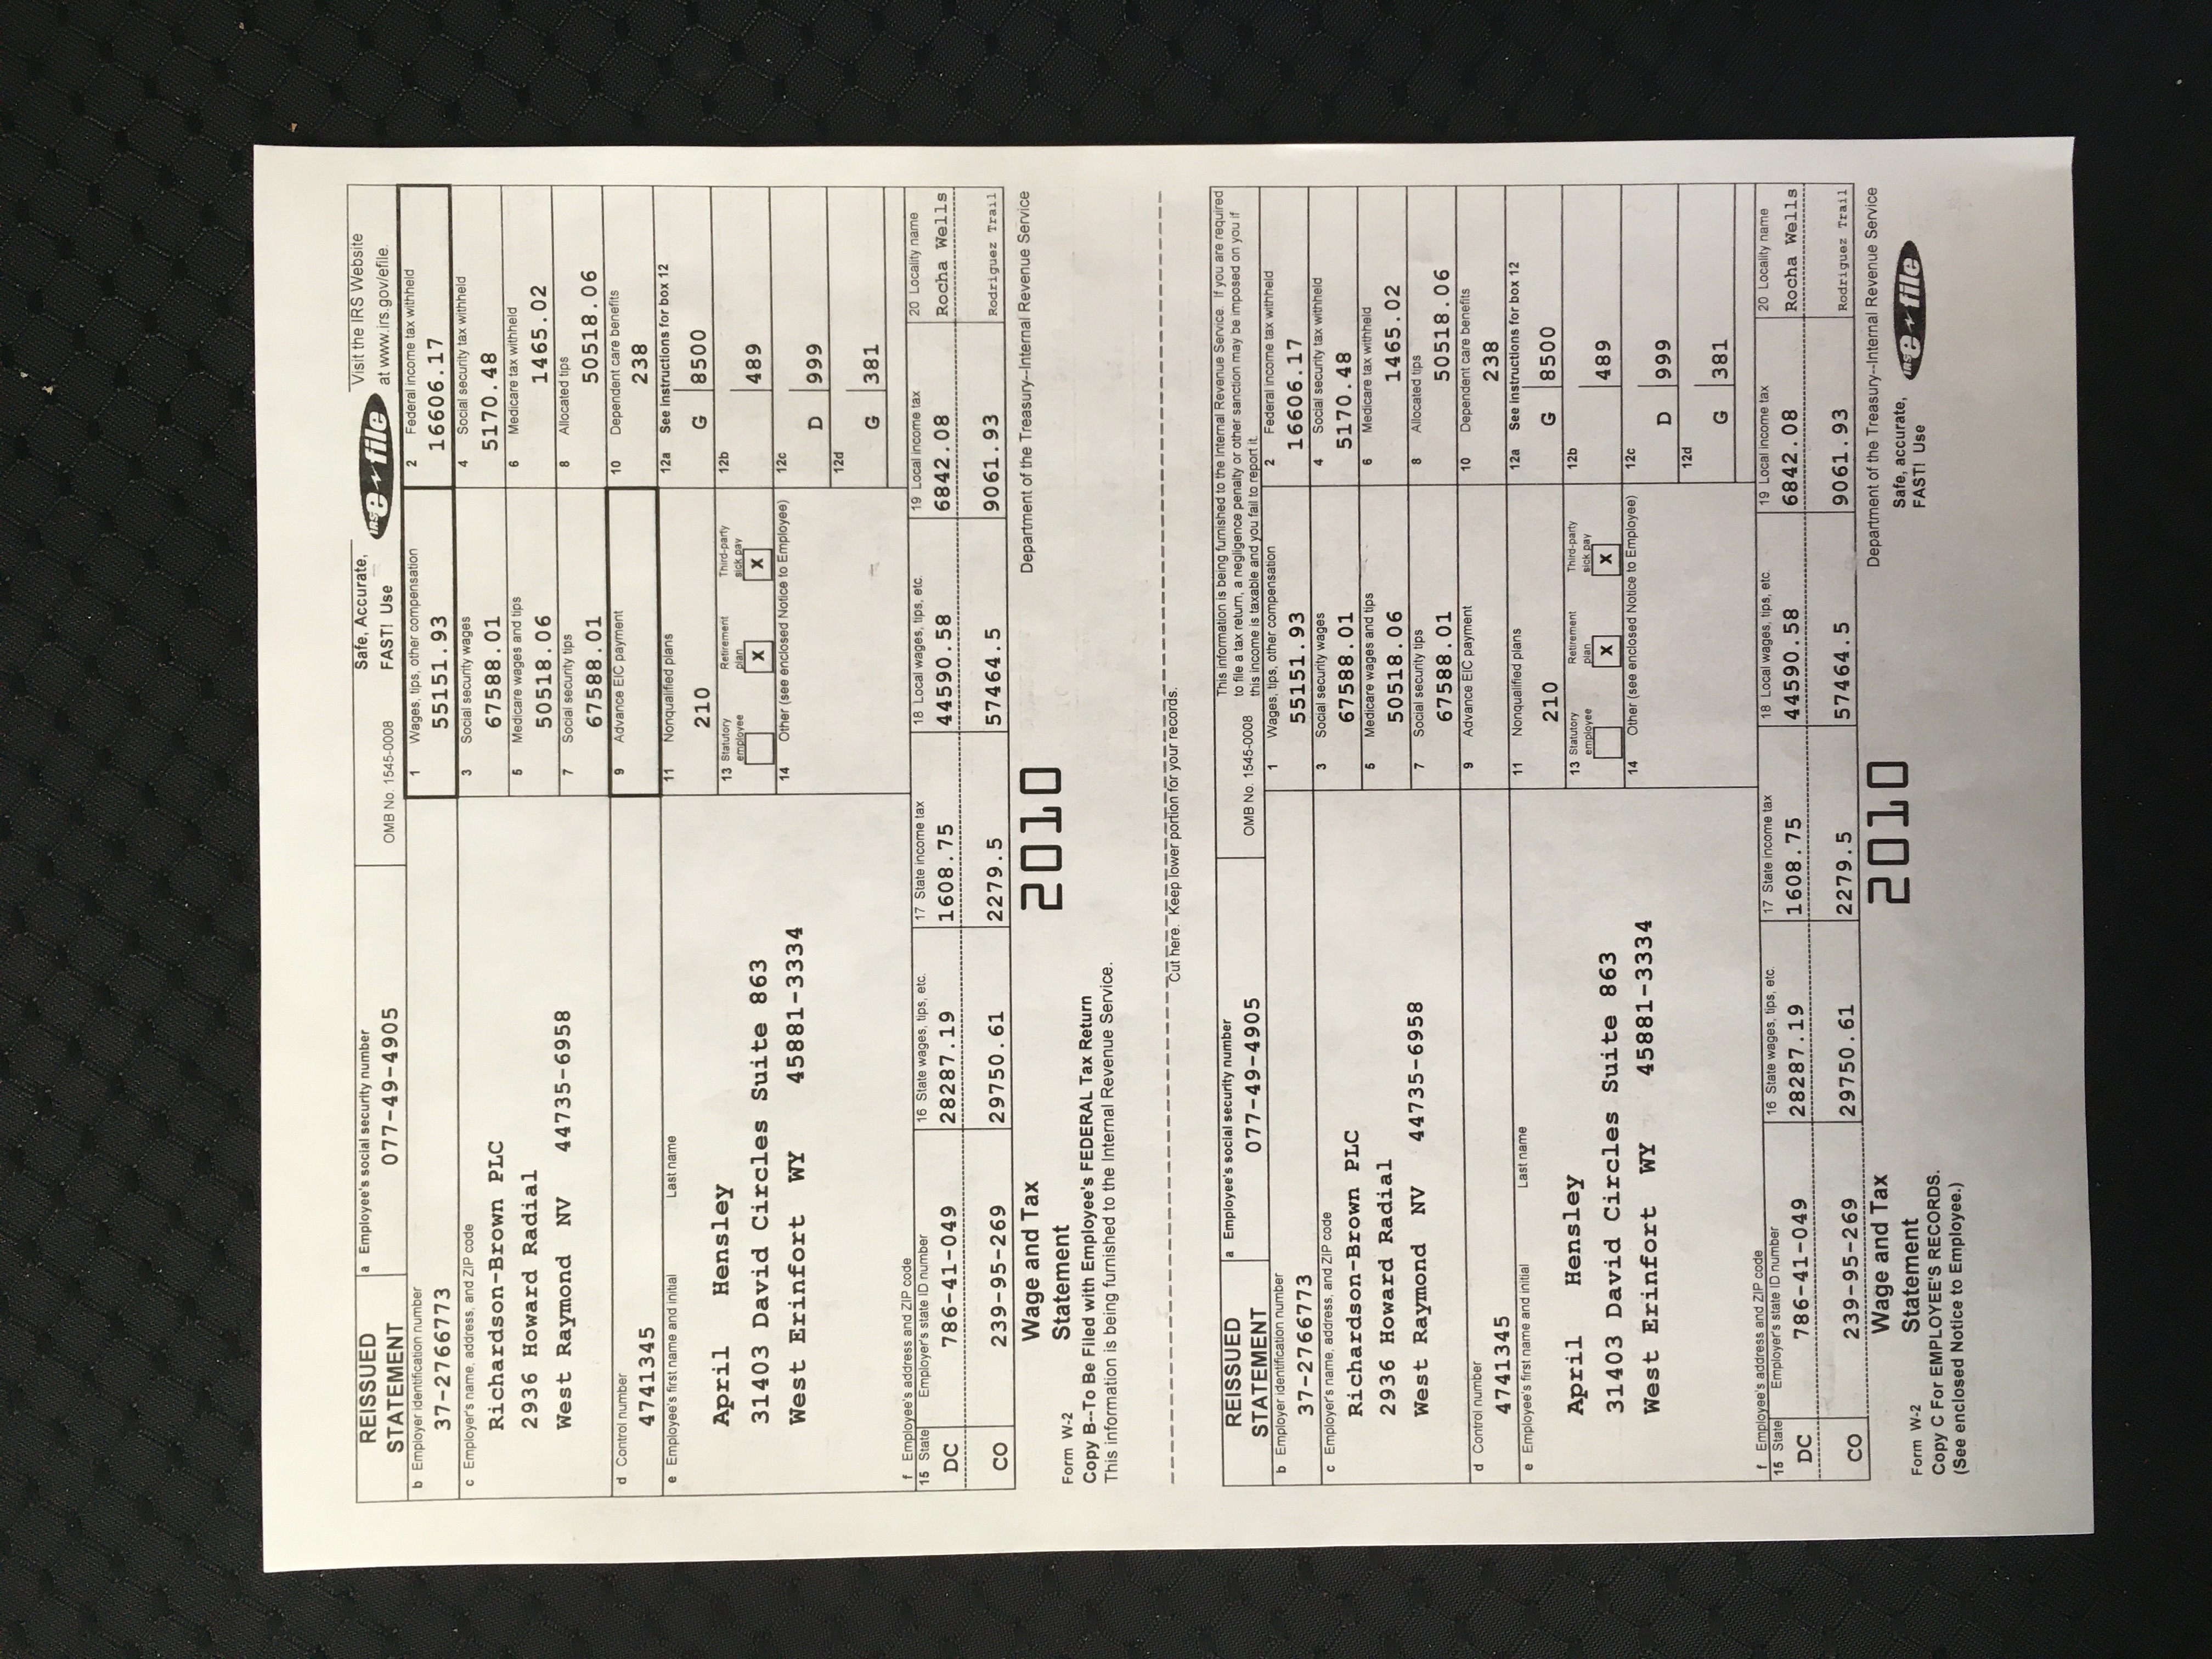 REISSUED STATEMENT
a Employee's social security number
077-49-4905
OMB No. 1545-0008
Safe, Accurate, FAST! Use
IRS e-file
Visit the IRS Website at www.irs.gov/efile.
b Employer identification number
37-2766773
1 Wages, tips, other compensation
55151.93
2 Federal income tax withheld
16606.17
c Employer's name, address, and ZIP code
Richardson-Brown PLC
2936 Howard Radial
West Raymond NV 44735-6958
3 Social security wages
67588.01
4 Social security tax withheld
5170.48
5 Medicare wages and tips
50518.06
6 Medicare tax withheld
1465.02
7 Social security tips
67588.01
8 Allocated tips
50518.06
d Control number
4741345
9 Advance EIC payment
10 Dependent care benefits
238
e Employee's first name and initial Last name
April Hensley
31403 David Circles Suite 863
West Erinfort WY 45881-3334
11 Nonqualified plans
210
12a See instructions for box 12
G 8500
13 Statutory employee Retirement plan Third-party sick pay
X X
12b
489
14 Other (see enclosed Notice to Employee)
12c
D 999
12d
G 381
f Employee's address and ZIP code
15 State Employer's state ID number 16 State wages, tips, etc. 17 State income tax 18 Local wages, tips, etc. 19 Local income tax 20 Locality name
DC 786-41-049 28287.19 1608.75 44590.58 6842.08 Rocha Wells
CO 239-95-269 29750.61 2279.5 57464.5 9061.93 Rodriguez Trail
Form W-2 Wage and Tax Statement
2010
Department of the Treasury--Internal Revenue Service
Copy B--To Be Filed with Employee's FEDERAL Tax Return
This information is being furnished to the Internal Revenue Service.
Cut here. Keep lower portion for your records.
REISSUED STATEMENT
a Employee's social security number
077-49-4905
OMB No. 1545-0008
This information is being furnished to the Internal Revenue Service. If you are required
to file a tax return, a negligence penalty or other sanction may be imposed on you if
this income is taxable and you fail to report it.
b Employer identification number
37-2766773
1 Wages, tips, other compensation
55151.93
2 Federal income tax withheld
16606.17
c Employer's name, address, and ZIP code
Richardson-Brown PLC
2936 Howard Radial
West Raymond NV 44735-6958
3 Social security wages
67588.01
4 Social security tax withheld
5170.48
5 Medicare wages and tips
50518.06
6 Medicare tax withheld
1465.02
7 Social security tips
67588.01
8 Allocated tips
50518.06
d Control number
4741345
9 Advance EIC payment
10 Dependent care benefits
238
e Employee's first name and initial Last name
April Hensley
31403 David Circles Suite 863
West Erinfort WY 45881-3334
11 Nonqualified plans
210
12a See instructions for box 12
G 8500
13 Statutory employee Retirement plan Third-party sick pay
X X
12b
489
14 Other (see enclosed Notice to Employee)
12c
D 999
12d
G 381
f Employee's address and ZIP code
15 State Employer's state ID number 16 State wages, tips, etc. 17 State income tax 18 Local wages, tips, etc. 19 Local income tax 20 Locality name
DC 786-41-049 28287.19 1608.75 44590.58 6842.08 Rocha Wells
CO 239-95-269 29750.61 2279.5 57464.5 9061.93 Rodriguez Trail
Form W-2 Wage and Tax Statement
2010
Department of the Treasury--Internal Revenue Service
Safe, accurate, FAST! Use
IRS e-file
Copy C For EMPLOYEE'S RECORDS.
(See enclosed Notice to Employee.)